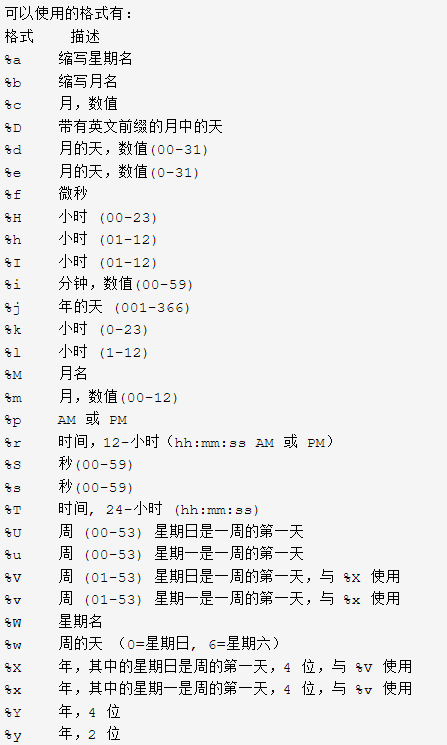 可以使用的格式有:
格式 描述
%a 缩写星期名
%b 缩写月名
%c 月，数值
%D 带有英文前缀的月中的天
%d 月的天，数值(00-31)
%e 月的天，数值(0-31)
%f 微秒
%H 小时 (00-23)
%h 小时 (01-12)
%I 小时 (01-12)
%i 分钟，数值(00-59)
%j 年的天 (001-366)
%k 小时 (0-23)
%l 小时 (1-12)
%M 月名
%m 月，数值(00-12)
%p AM 或 PM
%r 时间，12-小时（hh:mm:ss AM 或 PM）
%S 秒(00-59)
%s 秒(00-59)
%T 时间, 24-小时 (hh:mm:ss)
%U 周 (00-53) 星期日是一周的第一天
%u 周 (00-53) 星期一是一周的第一天
%V 周 (01-53) 星期日是一周的第一天，与 %X 使用
%v 周 (01-53) 星期一是一周的第一天，与 %x 使用
%W 星期名
%w 周的天 （0=星期日, 6=星期六）
%X 年，其中的星期日是周的第一天，4 位，与 %V 使用
%x 年，其中的星期一是周的第一天，4 位，与 %v 使用
%Y 年，4 位
%y 年，2 位